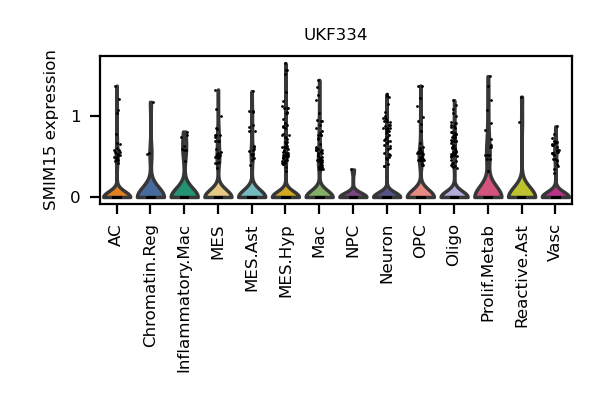 UKF334
SMIM15 expression
1
0
AC
Chromatin.Reg
Inflammatory.Mac
MES
MES.Ast
MES.Hyp
Mac
NPC
Neuron
OPC
Oligo
Prolif.Metab
Reactive.Ast
Vasc